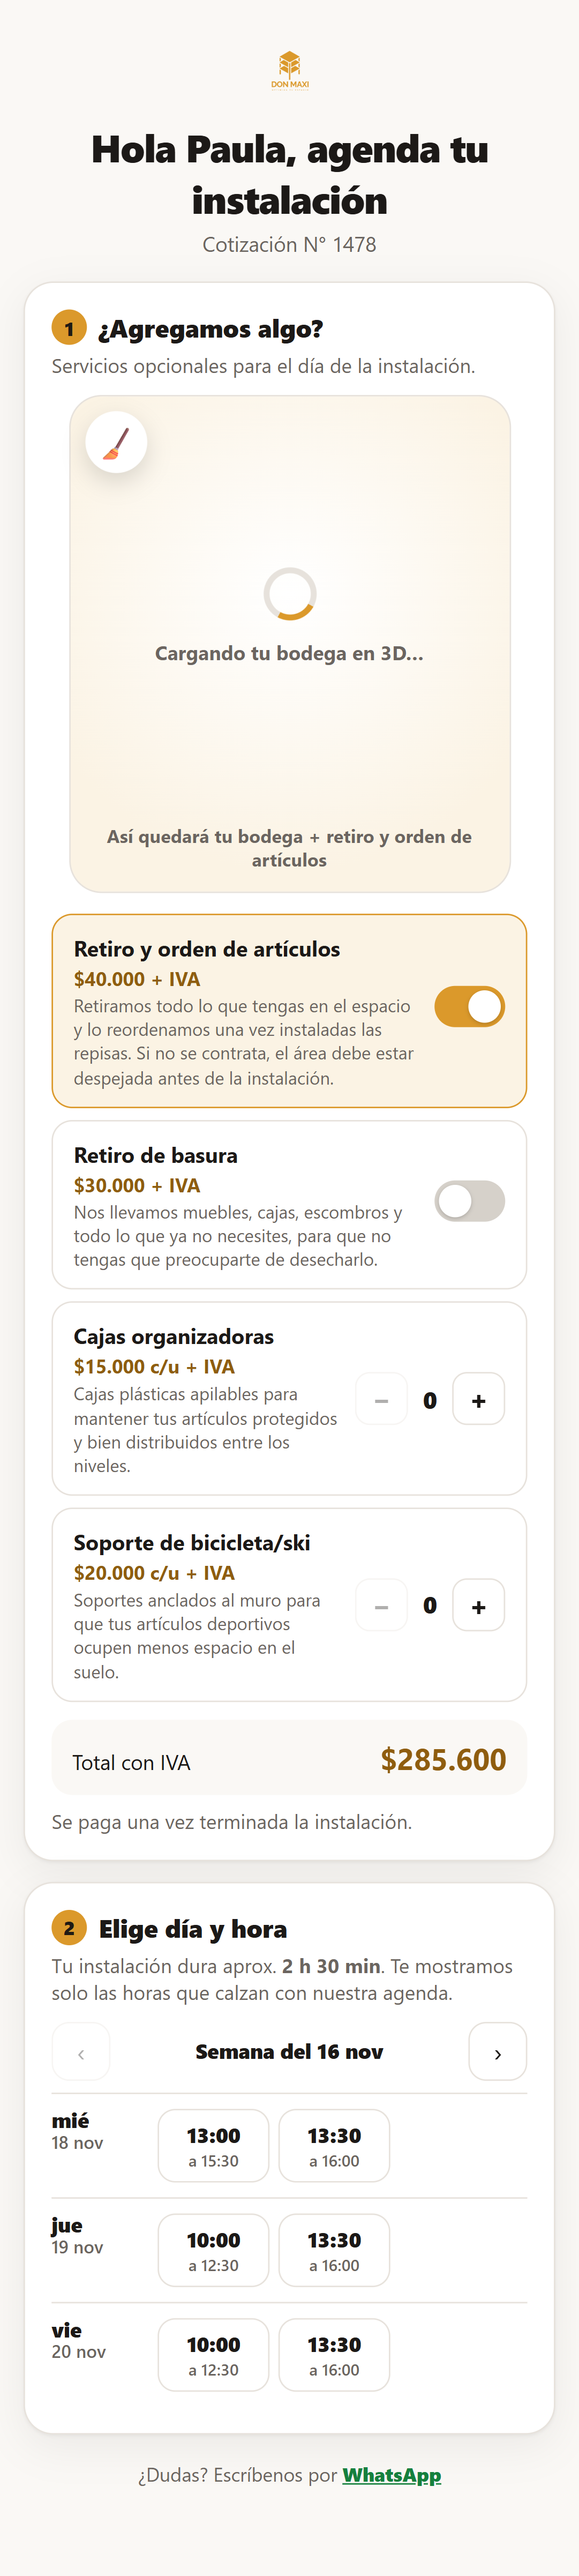 DON MAXI
Hola Paula, agenda tu
instalación
Cotización N° 1478
1 ¿Agregamos algo?
Servicios opcionales para el día de la instalación.
Cargando tu bodega en 3D...
Así quedará tu bodega + retiro y orden de
artículos
Retiro y orden de artículos
$40.000 + IVA
Retiramos todo lo que tengas en el espacio
y lo reordenamos una vez instaladas las
repisas. Si no se contrata, el área debe estar
despejada antes de la instalación.
Retiro de basura
$30.000 + IVA
Nos llevamos muebles, cajas, escombros y
todo lo que ya no necesites, para que no
tengas que preocuparte de desecharlo.
Cajas organizadoras
$15.000 c/u + IVA
Cajas plásticas apilables para
mantener tus artículos protegidos
y bien distribuidos entre los
niveles.
− 0 +
Soporte de bicicleta/ski
$20.000 c/u + IVA
Soportes anclados al muro para
que tus artículos deportivos
ocupen menos espacio en el
suelo.
− 0 +
Total con IVA $285.600
Se paga una vez terminada la instalación.
2 Elige día y hora
Tu instalación dura aprox. 2 h 30 min. Te mostramos
solo las horas que calzan con nuestra agenda.
‹ Semana del 16 nov ›
mié 13:00 13:30
18 nov a 15:30 a 16:00
jue 10:00 13:30
19 nov a 12:30 a 16:00
vie 10:00 13:30
20 nov a 12:30 a 16:00
¿Dudas? Escríbenos por WhatsApp